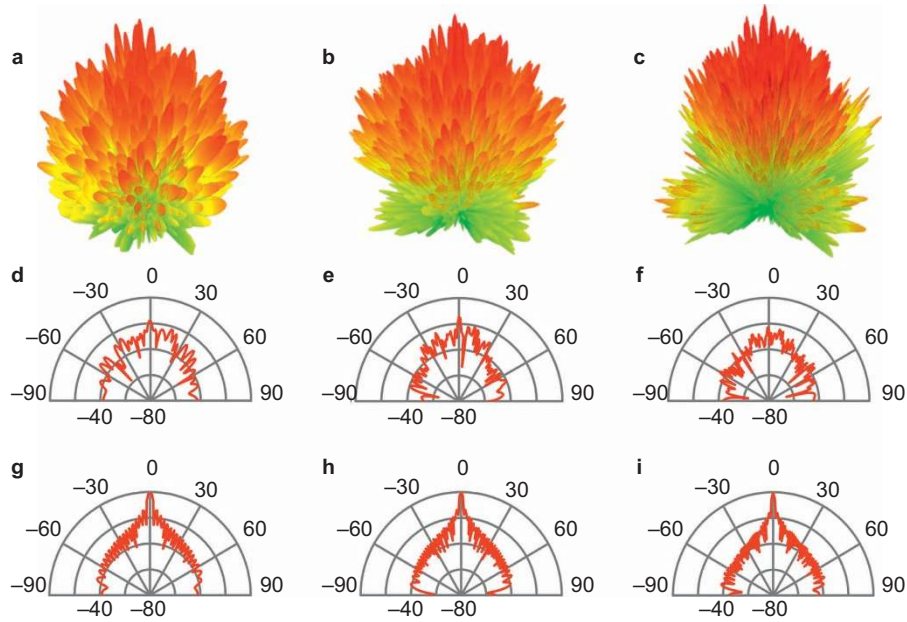 a b c
d 0 e 0 f 0
–30 30 –30 30 –30 30
–60 60 –60 60 –60 60
–90 90 –90 90 –90 90
–40 –80 –40 –80 –40 –80
g 0 h 0 i 0
–30 30 –30 30 –30 30
–60 60 –60 60 –60 60
–90 90 –90 90 –90 90
–40 –80 –40 –80 –40 –80